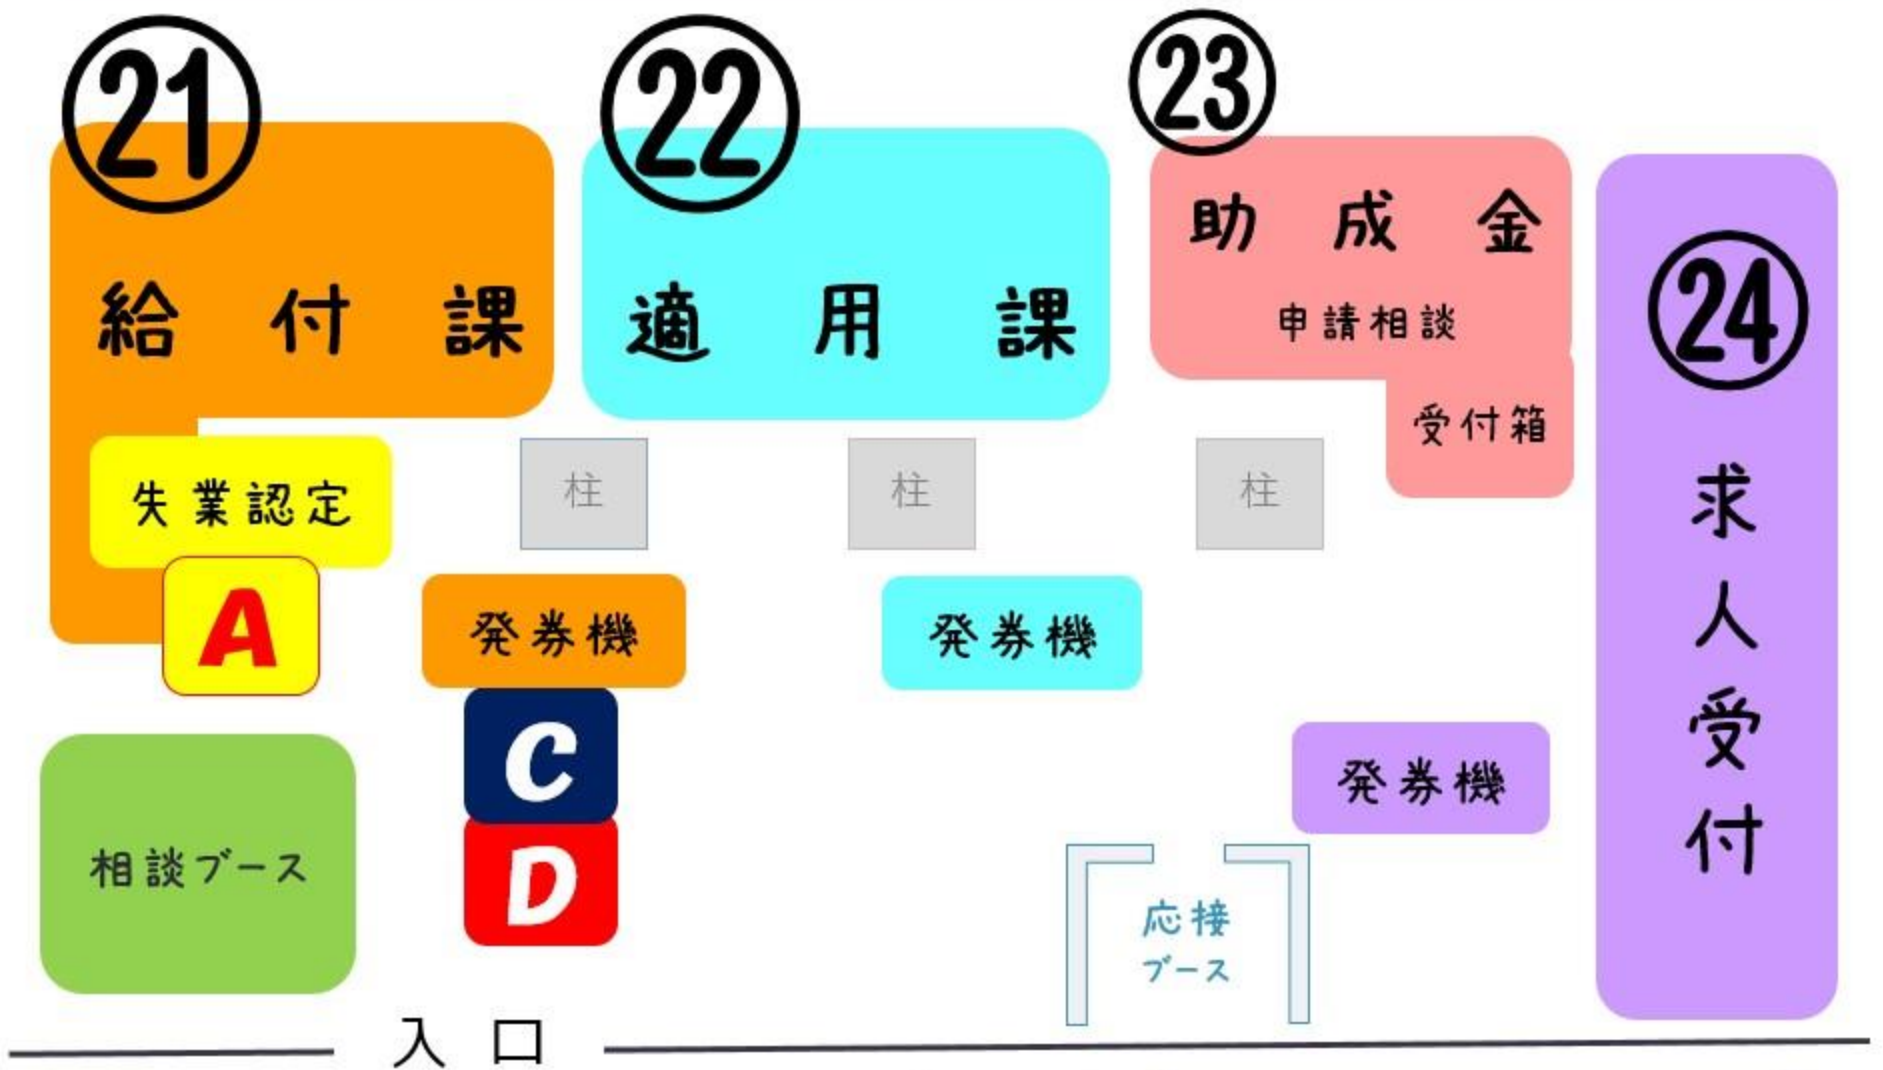 21
22
23
24
給付課
適用課
助成金
申請相談
受付箱
求人受付
失業認定
A
柱
柱
柱
発券機
C
D
発券機
発券機
相談ブース
応接
ブース
入口